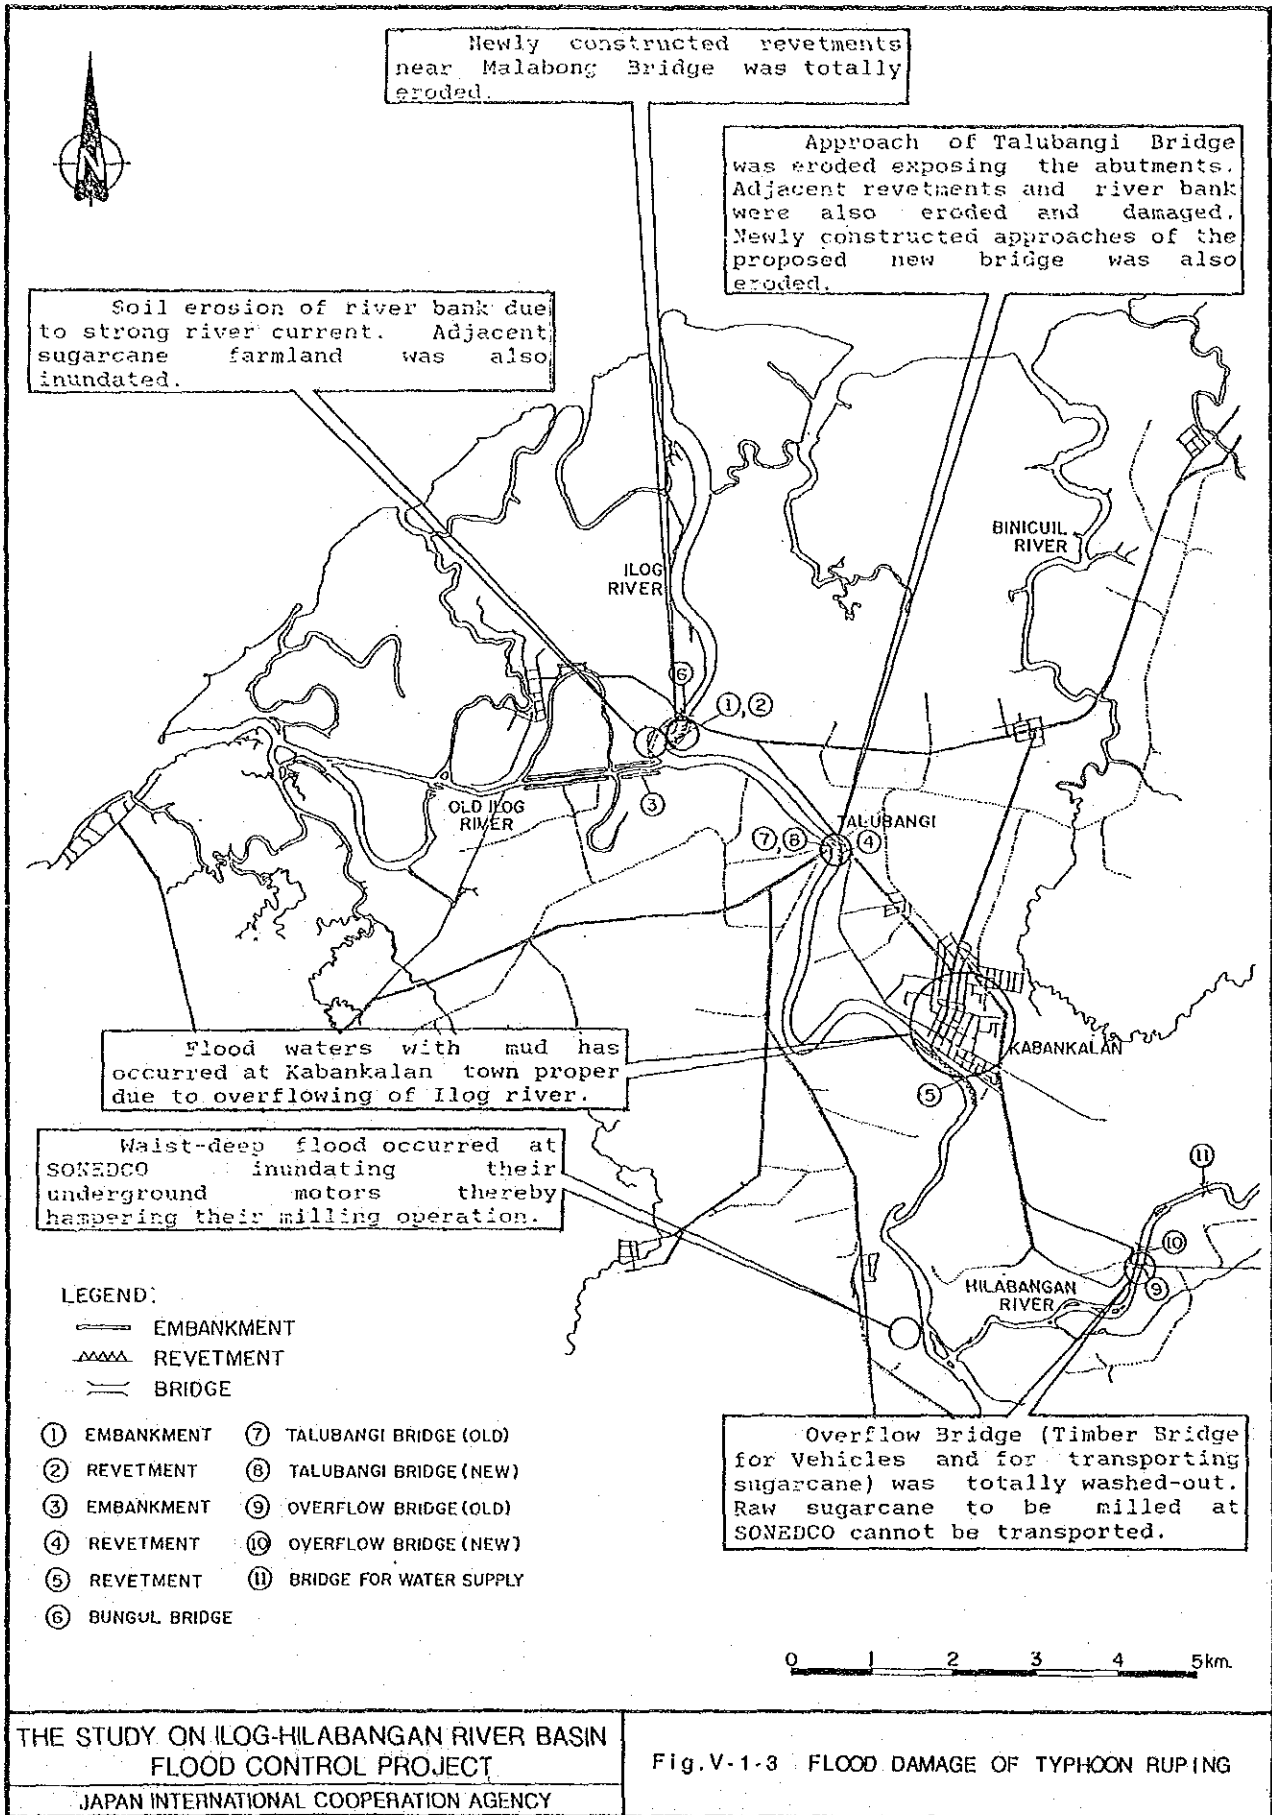 Newly constructed revetments
near Malabong Bridge was totally
eroded.
Approach of Talubangi Bridge
was eroded exposing the abutments.
Adjacent revetments and river bank
were also eroded and damaged.
Newly constructed approaches of the
proposed new bridge was also
eroded.
N
Soil erosion of river bank due
to strong river current. Adjacent
sugarcane farmland was also
inundated.
BINICUIL
RIVER
ILOG
RIVER
6
1, 2
3
OLD ILOG
RIVER
TALUBANGI
7, 8
4
KABANKALAN
5
Flood waters with mud has
occurred at Kabankalan town proper
due to overflowing of Ilog river.
Waist-deep flood occurred at
SONEDCO inundating their
underground motors thereby
hampering their milling operation.
11
10
9
HILABANGAN
RIVER
LEGEND:
EMBANKMENT
REVETMENT
BRIDGE
1 EMBANKMENT
2 REVETMENT
3 EMBANKMENT
4 REVETMENT
5 REVETMENT
6 BUNGUL BRIDGE
7 TALUBANGI BRIDGE (OLD)
8 TALUBANGI BRIDGE (NEW)
9 OVERFLOW BRIDGE (OLD)
10 OVERFLOW BRIDGE (NEW)
11 BRIDGE FOR WATER SUPPLY
Overflow Bridge (Timber Bridge
for Vehicles and for transporting
sugarcane) was totally washed-out.
Raw sugarcane to be milled at
SONEDCO cannot be transported.
0 1 2 3 4 5km.
THE STUDY ON ILOG-HILABANGAN RIVER BASIN
FLOOD CONTROL PROJECT
JAPAN INTERNATIONAL COOPERATION AGENCY
Fig. V-1-3 FLOOD DAMAGE OF TYPHOON RUPING